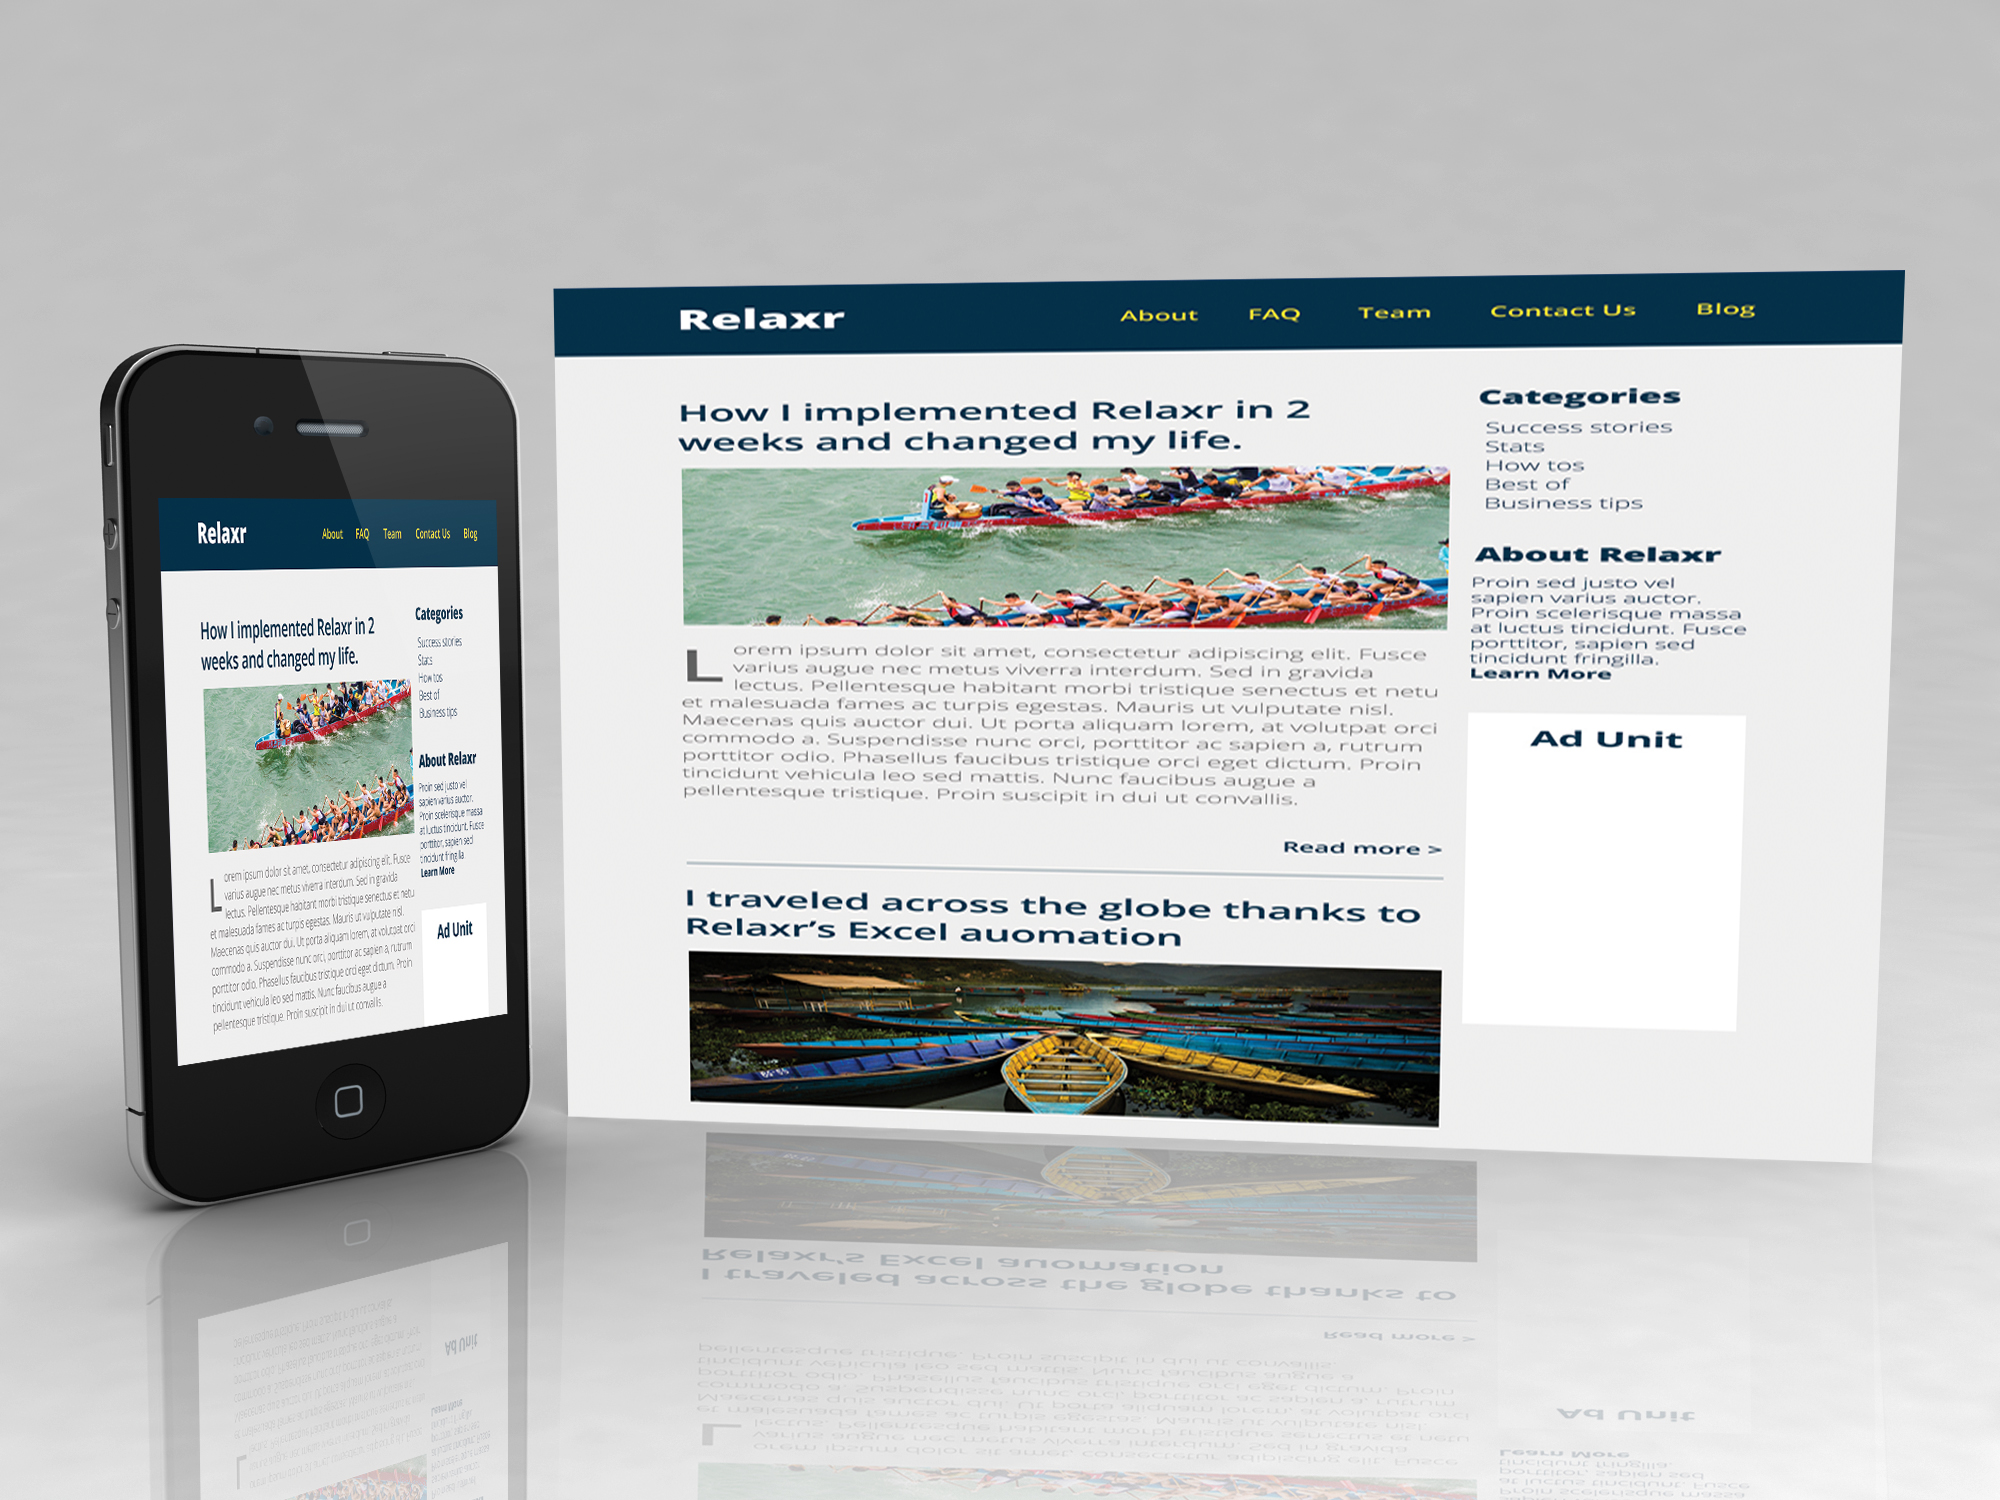 Relaxr
About FAQ Team Contact Us Blog
How I implemented Relaxr in 2
weeks and changed my life.
Lorem ipsum dolor sit amet, consectetur adipiscing elit. Fusce
varius augue nec metus viverra interdum. Sed in gravida
lectus. Pellentesque habitant morbi tristique senectus et netu
et malesuada fames ac turpis egestas. Mauris ut vulputate nisl.
Maecenas quis auctor dui. Ut porta aliquam lorem, at volutpat orci
commodo a. Suspendisse nunc orci, porttitor ac sapien a, rutrum
porttitor odio. Phasellus faucibus tristique orci eget dictum. Proin
tincidunt vehicula leo sed mattis. Nunc faucibus augue a
pellentesque tristique. Proin suscipit in dui ut convallis.
Categories
Success stories
Stats
How tos
Best of
Business tips
About Relaxr
Proin sed justo vel
sapien varius auctor.
Proin scelerisque massa
at luctus tincidunt. Fusce
porttitor, sapien sed
tincidunt fringilla
Learn More
Ad Unit
Relaxr
About FAQ Team Contact Us Blog
How I implemented Relaxr in 2
weeks and changed my life.
Lorem ipsum dolor sit amet, consectetur adipiscing elit. Fusce
varius augue nec metus viverra interdum. Sed in gravida
lectus. Pellentesque habitant morbi tristique senectus et netu
et malesuada fames ac turpis egestas. Mauris ut vulputate nisl.
Maecenas quis auctor dui. Ut porta aliquam lorem, at volutpat orci
commodo a. Suspendisse nunc orci, porttitor ac sapien a, rutrum
porttitor odio. Phasellus faucibus tristique orci eget dictum. Proin
tincidunt vehicula leo sed mattis. Nunc faucibus augue a
pellentesque tristique. Proin suscipit in dui ut convallis.
Read more >
I traveled across the globe thanks to
Relaxr's Excel auomation
Categories
Success stories
Stats
How tos
Best of
Business tips
About Relaxr
Proin sed justo vel
sapien varius auctor.
Proin scelerisque massa
at luctus tincidunt. Fusce
porttitor, sapien sed
tincidunt fringilla.
Learn More
Ad Unit